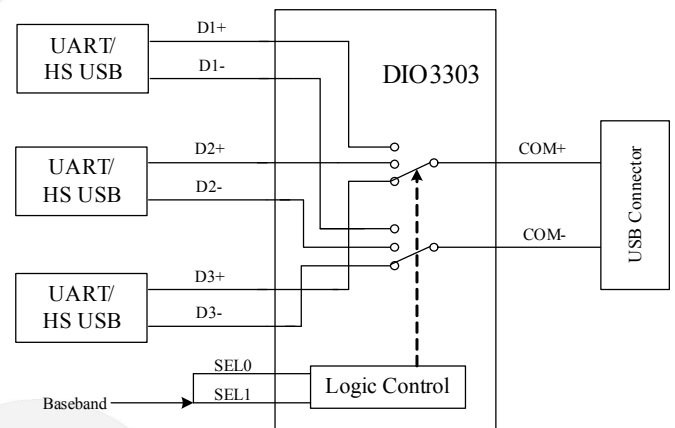 D1+
UART/
HS USB
D1-
DIO3303
D2+
UART/
HS USB
D2-
COM+
COM-
USB Connector
D3+
UART/
HS USB
D3-
SEL0
SEL1
Logic Control
Baseband